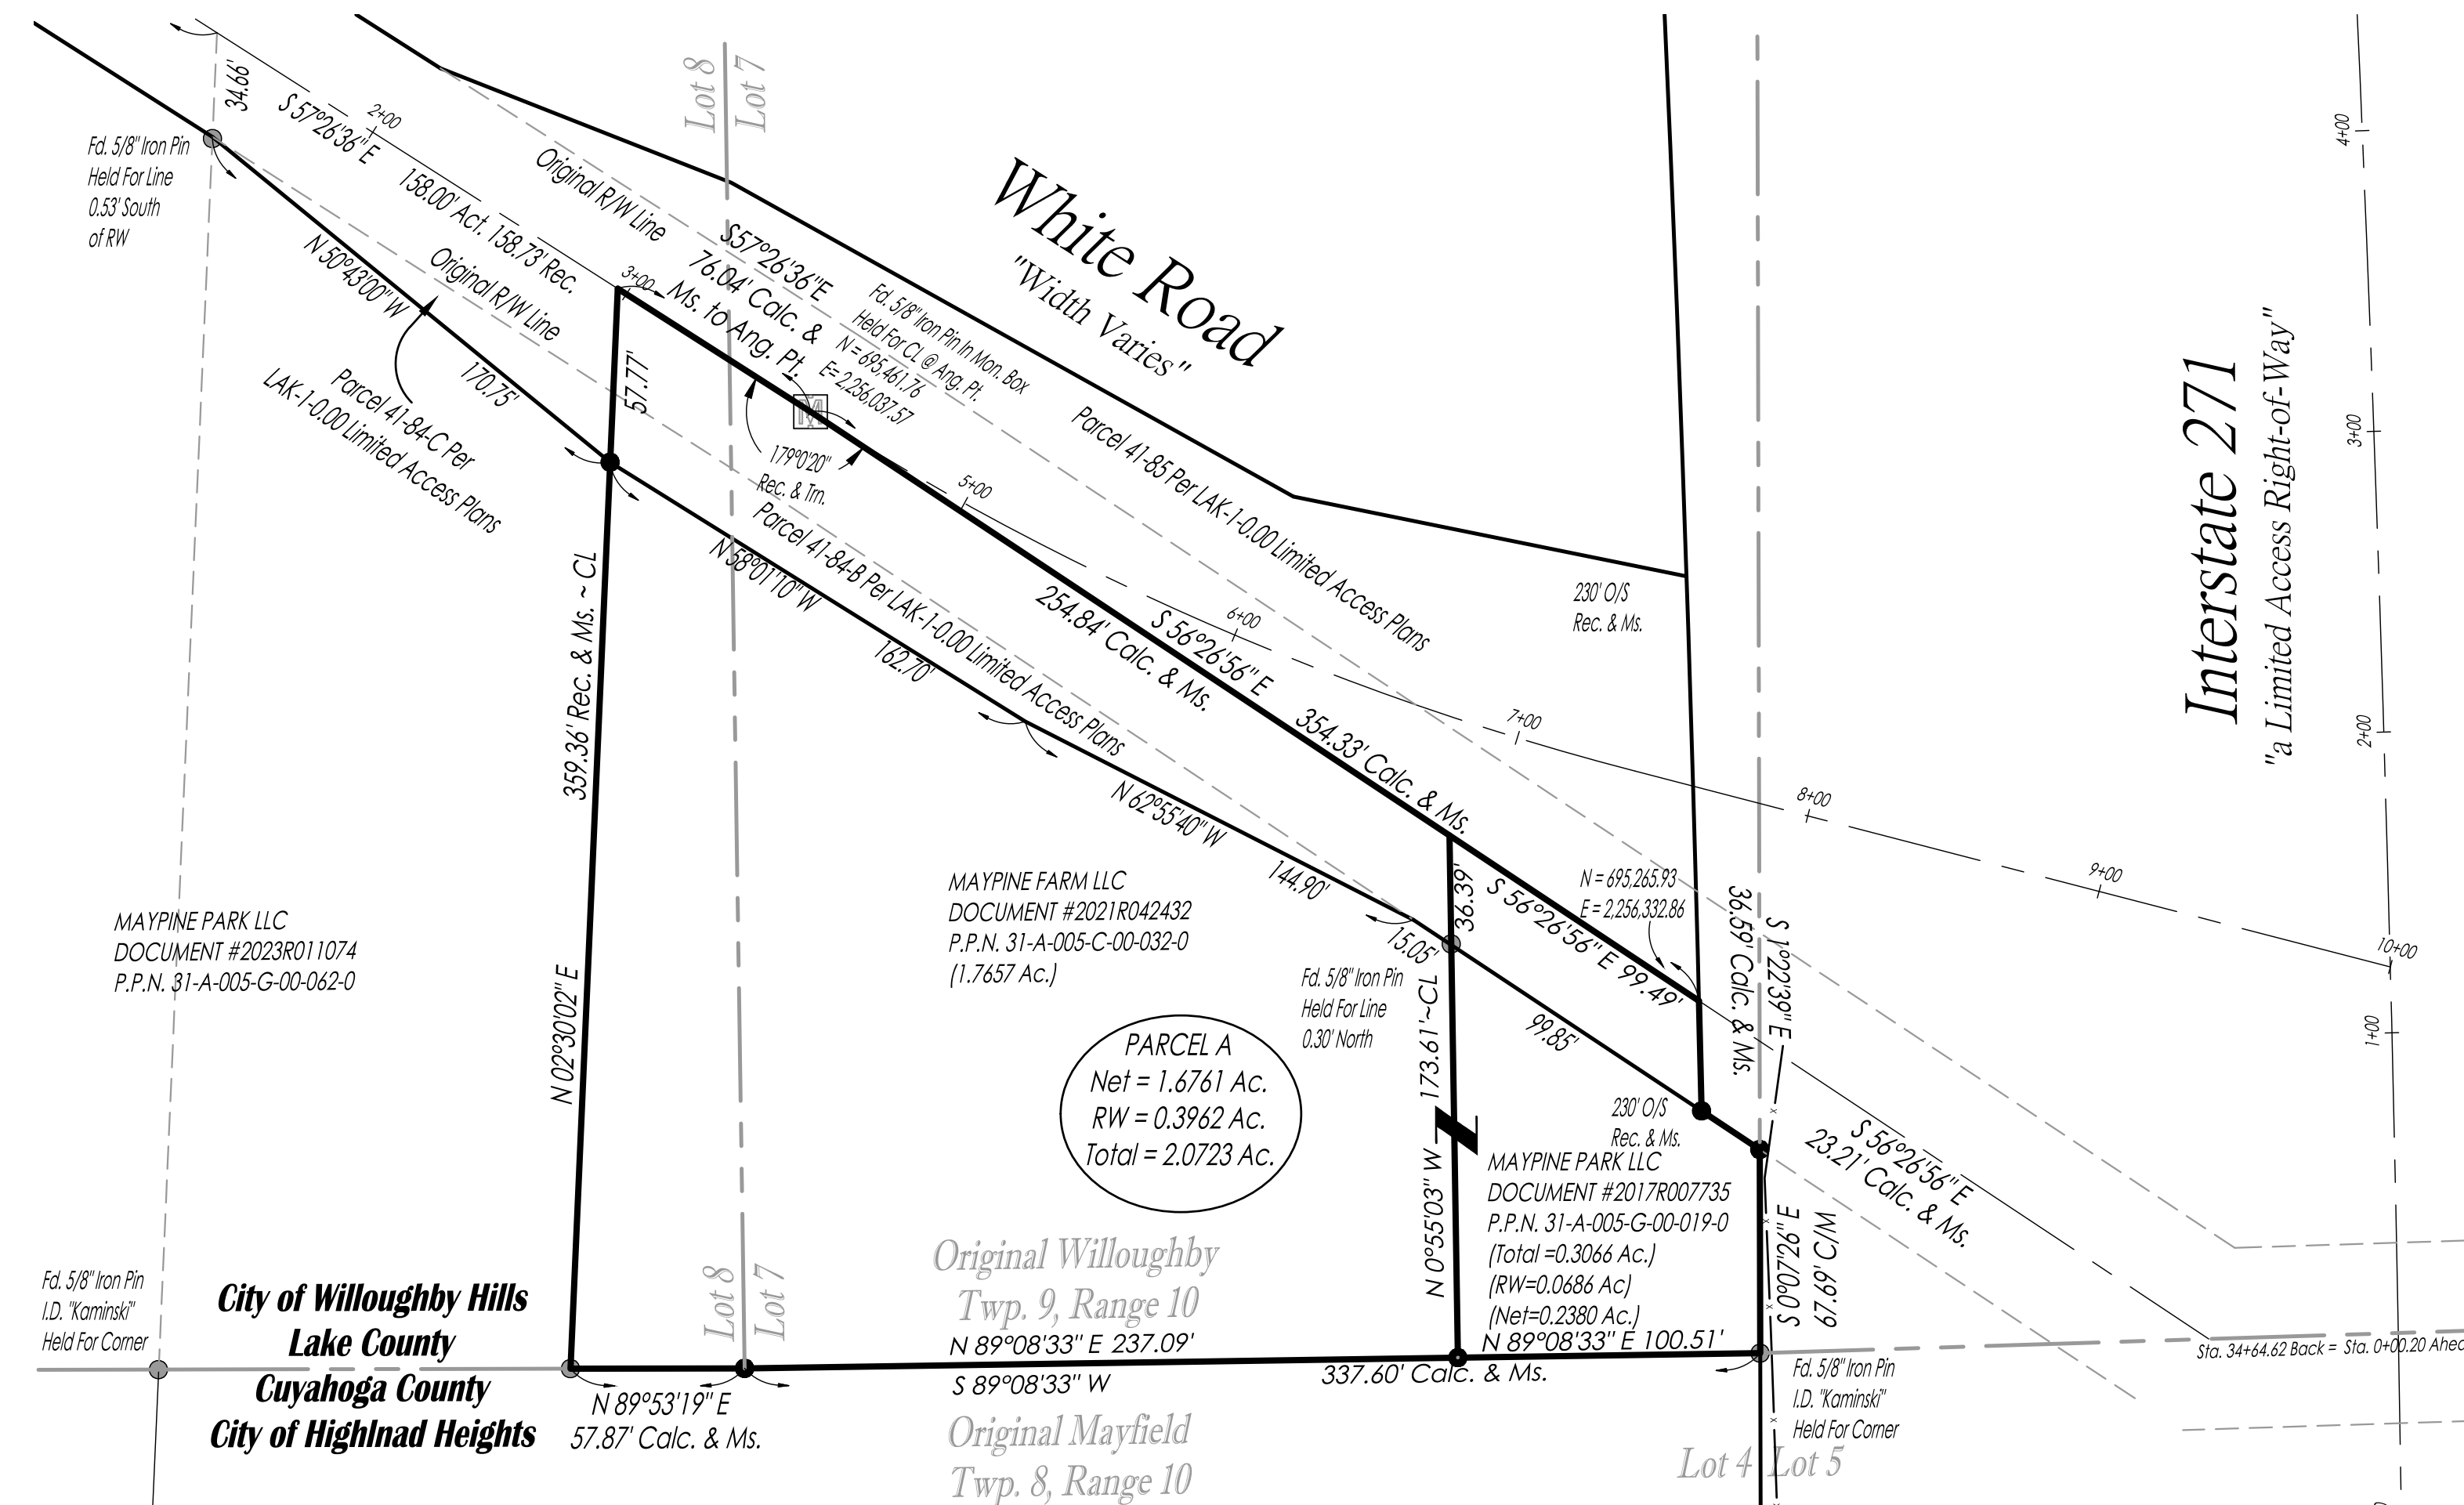 34.66'
S 57°26'36" E
2+00
158.00' Act. 158.73' Rec.
Fd. 5/8" Iron Pin
Held For Line
0.53' South
of RW
N 50°43'00" W
170.75'
Original R/W Line
Original R/W Line
Parcel 41-84-C Per
LAK-1-0.00 Limited Access Plans
Lot 8
Lot 7
3+00
57.77'
S57°26'36"E
76.04' Calc. &
Ms. to Ang. Pt.
Fd. 5/8" Iron Pin In Mon. Box
Held For CL @ Ang. Pt.
N = 695,461.76
E= 2,256,037.57
M
179°0'20"
Rec. & Trn.
White Road
"Width Varies"
Parcel 41-85 Per LAK-1-0.00 Limited Access Plans
5+00
6+00
7+00
8+00
9+00
10+00
230' O/S
Rec. & Ms.
Interstate 271
"a Limited Access Right-of-Way"
4+00
3+00
2+00
1+00
N 58°01'10" W
162.70'
Parcel 41-84-B Per LAK-1-0.00 Limited Access Plans
254.84' Calc. & Ms.
S 56°26'56" E
354.33' Calc. & Ms.
359.36' Rec. & Ms. ~ CL
N 02°30'02" E
N 62°55'40" W
144.90'
15.05'
36.39'
S 56°26'56" E 99.49'
N = 695,265.93
E = 2,256,332.86
36.59' Calc. & Ms.
S 1°22'39" E
MAYPINE PARK LLC
DOCUMENT #2023R011074
P.P.N. 31-A-005-G-00-062-0
MAYPINE FARM LLC
DOCUMENT #2021R042432
P.P.N. 31-A-005-C-00-032-0
(1.7657 Ac.)
Fd. 5/8" Iron Pin
Held For Line
0.30' North
173.61'~CL
N 0°55'03" W
99.85'
PARCEL A
Net = 1.6761 Ac.
RW = 0.3962 Ac.
Total = 2.0723 Ac.
230' O/S
Rec. & Ms.
MAYPINE PARK LLC
DOCUMENT #2017R007735
P.P.N. 31-A-005-G-00-019-0
(Total =0.3066 Ac.)
(RW=0.0686 Ac)
(Net=0.2380 Ac.)
S 56°26'56" E
23.21' Calc. & Ms.
S 0°07'26" E
67.69' C/M
Original Willoughby
Twp. 9, Range 10
N 89°08'33" E 237.09'
N 89°08'33" E 100.51'
S 89°08'33" W
337.60' Calc. & Ms.
Original Mayfield
Twp. 8, Range 10
Lot 8
Lot 7
Fd. 5/8" Iron Pin
I.D. "Kaminski"
Held For Corner
City of Willoughby Hills
Lake County
Cuyahoga County
City of Highlnad Heights
N 89°53'19" E
57.87' Calc. & Ms.
Fd. 5/8" Iron Pin
I.D. "Kaminski"
Held For Corner
Lot 4
Lot 5
Sta. 34+64.62 Back = Sta. 0+00.20 Ahea